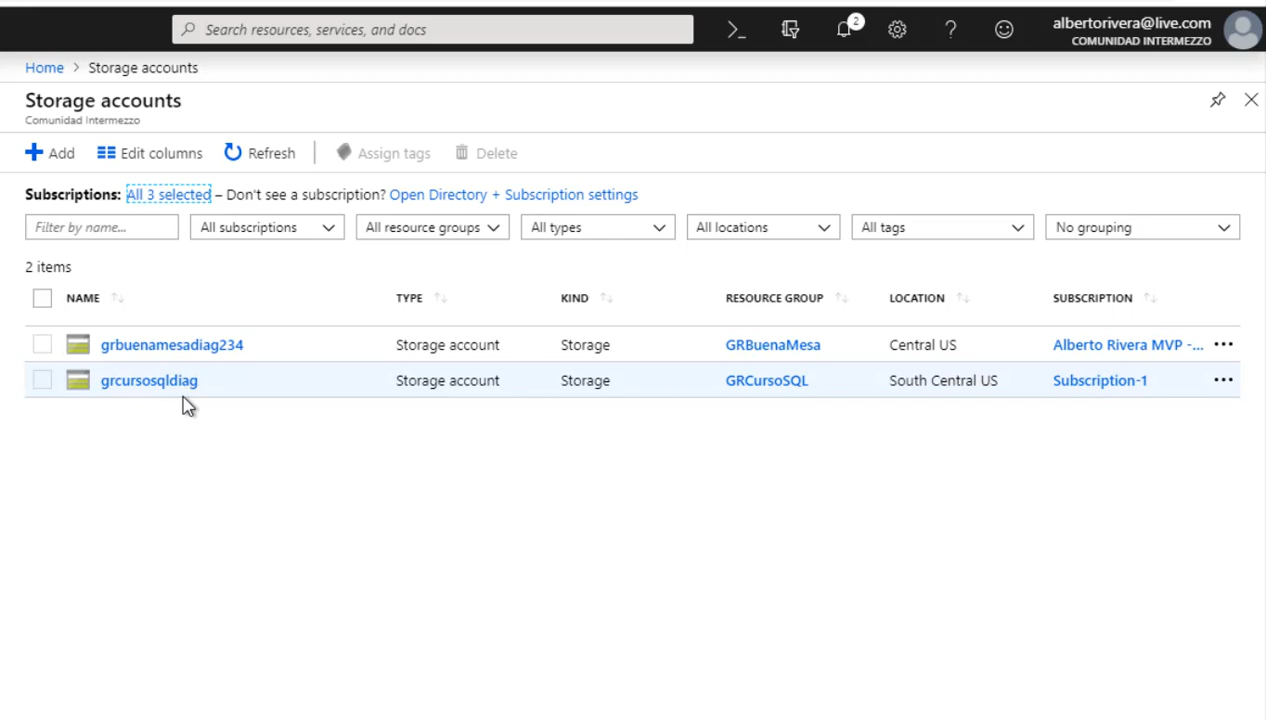 Search resources, services, and docs
2
albertorivera@live.com
COMUNIDAD INTERMEZZO
Home > Storage accounts
Storage accounts
Comunidad Intermezzo
Add Edit columns Refresh Assign tags Delete
Subscriptions: All 3 selected – Don't see a subscription? Open Directory + Subscription settings
Filter by name... All subscriptions All resource groups All types All locations All tags No grouping
2 items
NAME TYPE KIND RESOURCE GROUP LOCATION SUBSCRIPTION
grbuenamesadiag234 Storage account Storage GRBuenaMesa Central US Alberto Rivera MVP -...
grcursosqldiag Storage account Storage GRCursoSQL South Central US Subscription-1